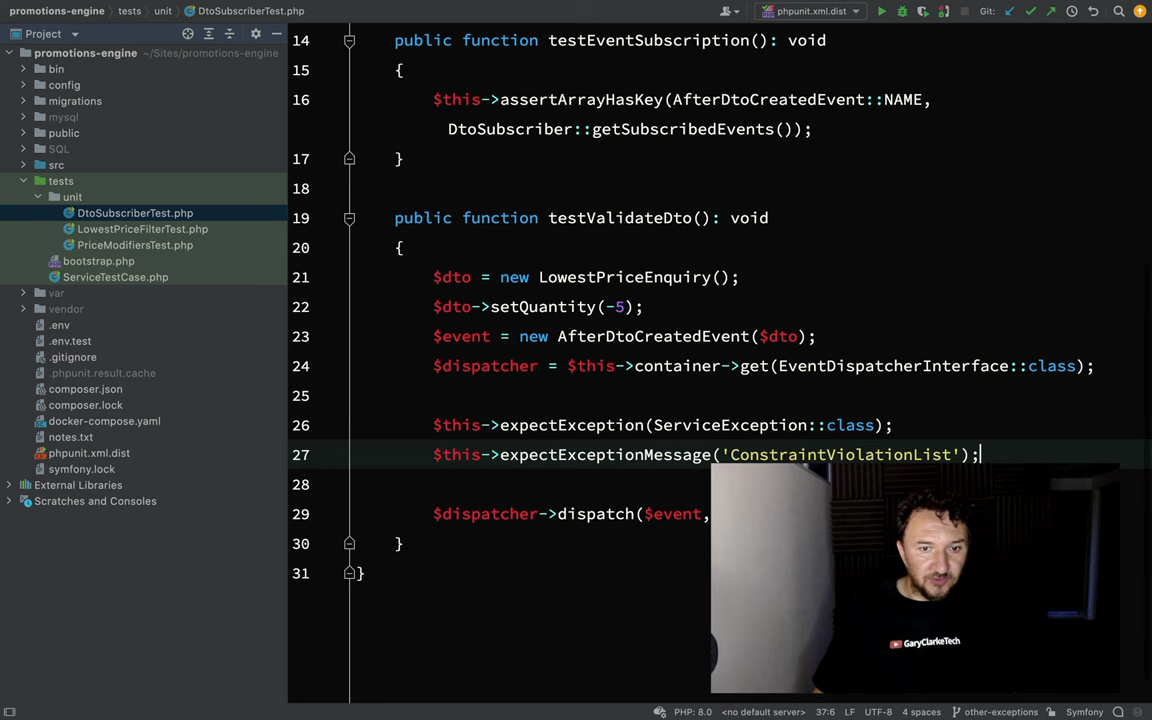 promotions-engine
tests
unit
DtoSubscriberTest.php
phpunit.xml.dist
Git:
Project
promotions-engine ~/Sites/promotions-engine
bin
config
migrations
mysql
public
SQL
src
tests
unit
DtoSubscriberTest.php
LowestPriceFilterTest.php
PriceModifiersTest.php
bootstrap.php
ServiceTestCase.php
var
vendor
.env
.env.test
.gitignore
.phpunit.result.cache
composer.json
composer.lock
docker-compose.yaml
notes.txt
phpunit.xml.dist
symfony.lock
External Libraries
Scratches and Consoles
14 public function testEventSubscription(): void
15 {
16 $this->assertArrayHasKey(AfterDtoCreatedEvent::NAME,
DtoSubscriber::getSubscribedEvents());
17 }
18
19 public function testValidateDto(): void
20 {
21 $dto = new LowestPriceEnquiry();
22 $dto->setQuantity(-5);
23 $event = new AfterDtoCreatedEvent($dto);
24 $dispatcher = $this->container->get(EventDispatcherInterface::class);
25
26 $this->expectException(ServiceException::class);
27 $this->expectExceptionMessage('ConstraintViolationList');
28
29 $dispatcher->dispatch($event,
30 }
31 }
GaryClarkeTech
PHP: 8.0 <no default server> 37:6 LF UTF-8 4 spaces other-exceptions Symfony